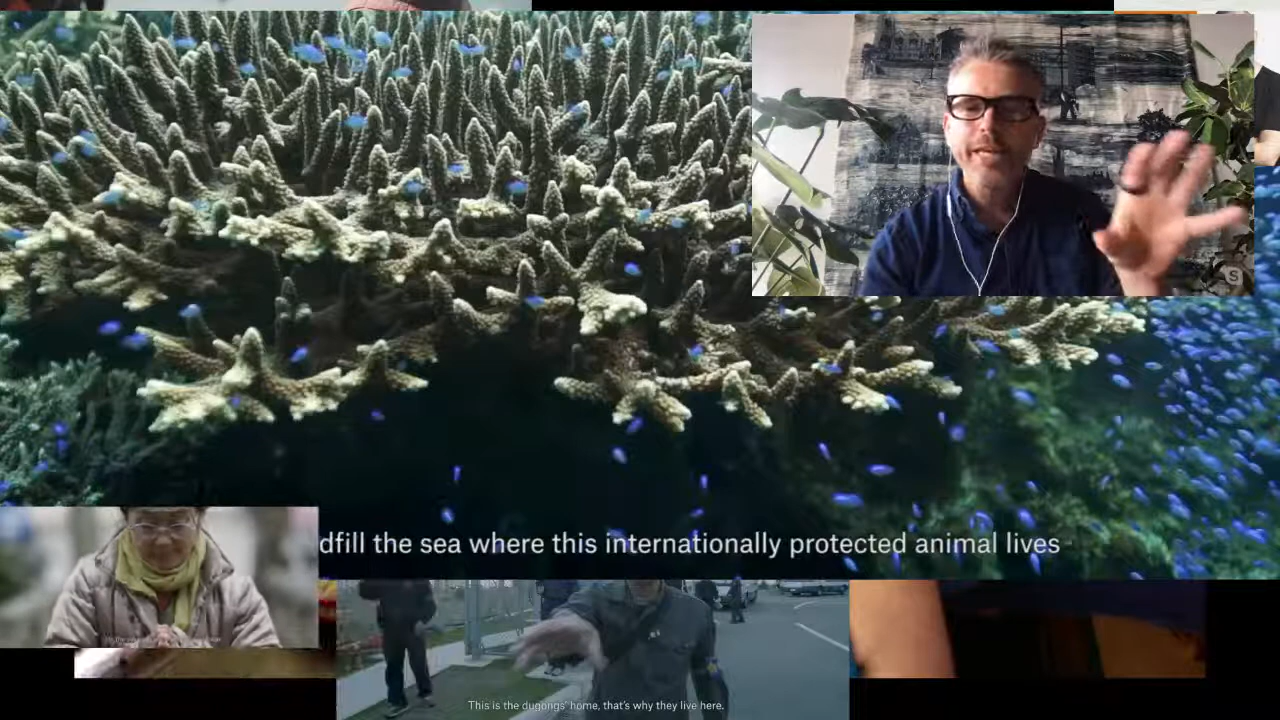 dfill the sea where this internationally protected animal lives
This is the dugongs' home, that's why they live here.